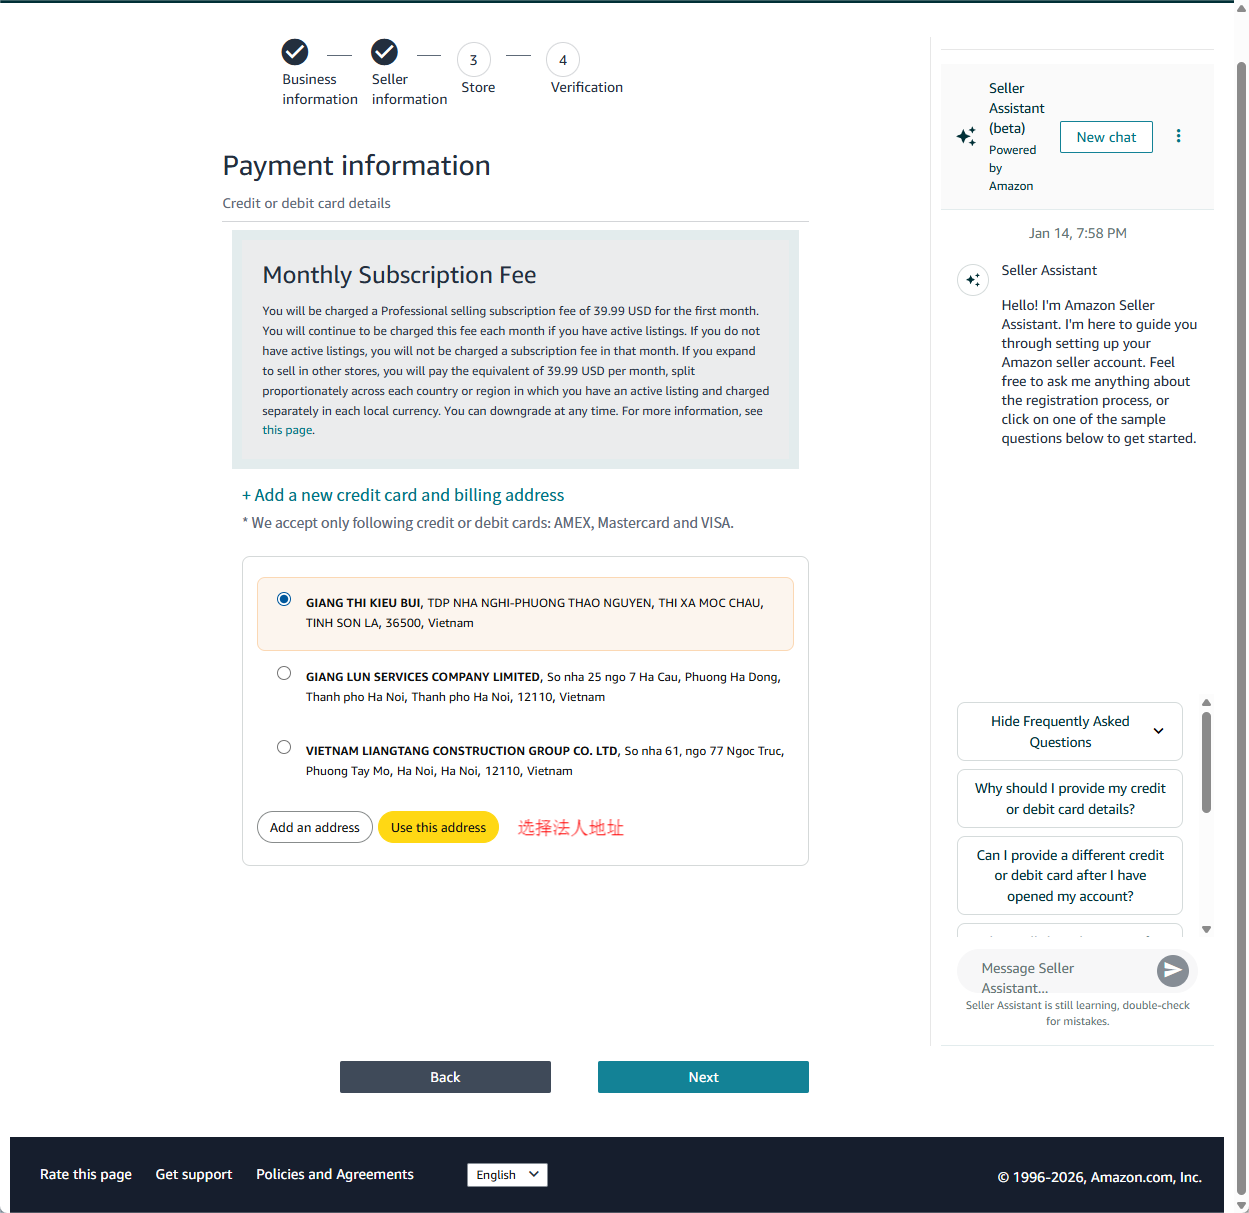 Business
information
Seller
information
3
Store
4
Verification
Payment information
Credit or debit card details
Monthly Subscription Fee
You will be charged a Professional selling subscription fee of 39.99 USD for the first month.
You will continue to be charged this fee each month if you have active listings. If you do not
have active listings, you will not be charged a subscription fee in that month. If you expand
to sell in other stores, you will pay the equivalent of 39.99 USD per month, split
proportionately across each country or region in which you have an active listing and charged
separately in each local currency. You can downgrade at any time. For more information, see
this page.
+ Add a new credit card and billing address
* We accept only following credit or debit cards: AMEX, Mastercard and VISA.
GIANG THI KIEU BUI, TDP NHA NGHI-PHUONG THAO NGUYEN, THI XA MOC CHAU,
TINH SON LA, 36500, Vietnam
GIANG LUN SERVICES COMPANY LIMITED, So nha 25 ngo 7 Ha Cau, Phuong Ha Dong,
Thanh pho Ha Noi, Thanh pho Ha Noi, 12110, Vietnam
VIETNAM LIANGTANG CONSTRUCTION GROUP CO. LTD, So nha 61, ngo 77 Ngoc Truc,
Phuong Tay Mo, Ha Noi, Ha Noi, 12110, Vietnam
Add an address
Use this address
选择法人地址
Back
Next
Seller
Assistant
(beta)
Powered
by
Amazon
New chat
Jan 14, 7:58 PM
Seller Assistant
Hello! I'm Amazon Seller
Assistant. I'm here to guide you
through setting up your
Amazon seller account. Feel
free to ask me anything about
the registration process, or
click on one of the sample
questions below to get started.
Hide Frequently Asked
Questions
Why should I provide my credit
or debit card details?
Can I provide a different credit
or debit card after I have
opened my account?
Message Seller
Assistant...
Seller Assistant is still learning, double-check
for mistakes.
Rate this page
Get support
Policies and Agreements
English
© 1996-2026, Amazon.com, Inc.